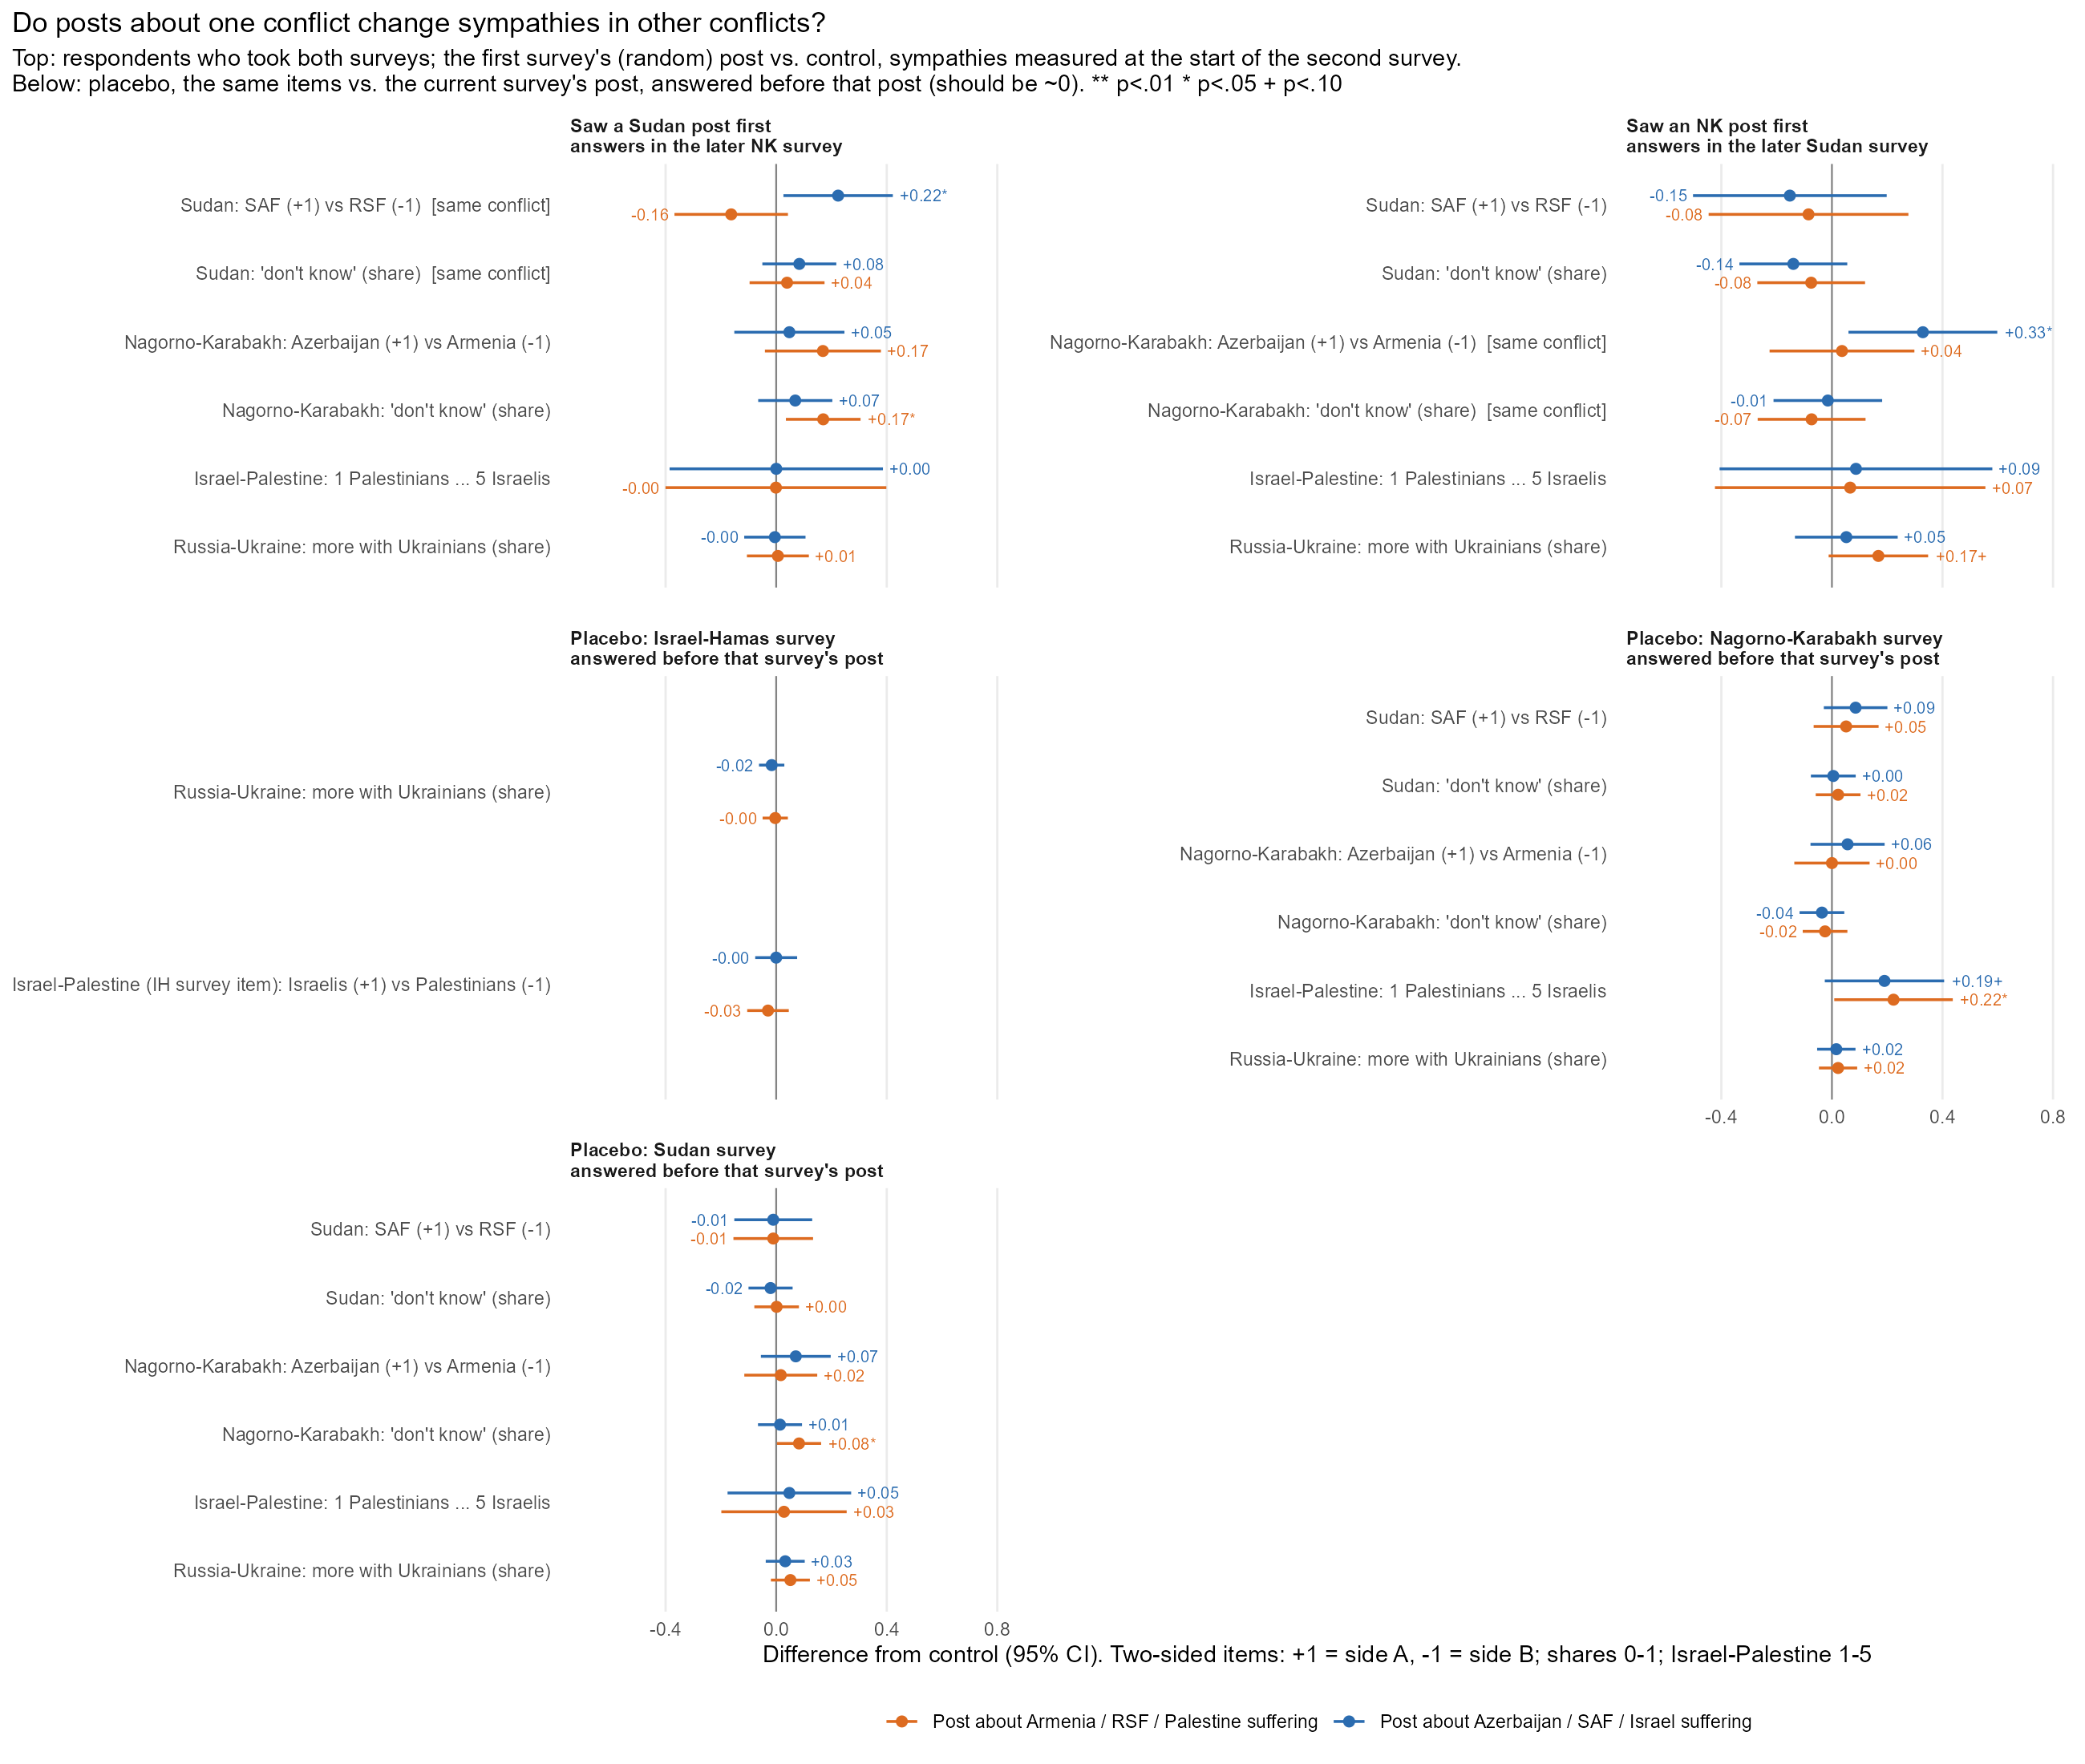 Do posts about one conflict change sympathies in other conflicts?
Top: respondents who took both surveys; the first survey's (random) post vs. control, sympathies measured at the start of the second survey.
Below: placebo, the same items vs. the current survey's post, answered before that post (should be ~0). ** p<.01 * p<.05 + p<.10
Saw a Sudan post first
answers in the later NK survey
Sudan: SAF (+1) vs RSF (-1)  [same conflict]
+0.22*
-0.16
Sudan: 'don't know' (share)  [same conflict]
+0.08
+0.04
Nagorno-Karabakh: Azerbaijan (+1) vs Armenia (-1)
+0.05
+0.17
Nagorno-Karabakh: 'don't know' (share)
+0.07
+0.17*
Israel-Palestine: 1 Palestinians ... 5 Israelis
+0.00
-0.00
Russia-Ukraine: more with Ukrainians (share)
-0.00
+0.01
Saw an NK post first
answers in the later Sudan survey
Sudan: SAF (+1) vs RSF (-1)
-0.15
-0.08
Sudan: 'don't know' (share)
-0.14
-0.08
Nagorno-Karabakh: Azerbaijan (+1) vs Armenia (-1)  [same conflict]
+0.33*
+0.04
Nagorno-Karabakh: 'don't know' (share)  [same conflict]
-0.01
-0.07
Israel-Palestine: 1 Palestinians ... 5 Israelis
+0.09
+0.07
Russia-Ukraine: more with Ukrainians (share)
+0.05
+0.17+
Placebo: Israel-Hamas survey
answered before that survey's post
Russia-Ukraine: more with Ukrainians (share)
-0.02
-0.00
Israel-Palestine (IH survey item): Israelis (+1) vs Palestinians (-1)
-0.00
-0.03
Placebo: Nagorno-Karabakh survey
answered before that survey's post
Sudan: SAF (+1) vs RSF (-1)
+0.09
+0.05
Sudan: 'don't know' (share)
+0.00
+0.02
Nagorno-Karabakh: Azerbaijan (+1) vs Armenia (-1)
+0.06
+0.00
Nagorno-Karabakh: 'don't know' (share)
-0.04
-0.02
Israel-Palestine: 1 Palestinians ... 5 Israelis
+0.19+
+0.22*
Russia-Ukraine: more with Ukrainians (share)
+0.02
+0.02
-0.4 0.0 0.4 0.8
Placebo: Sudan survey
answered before that survey's post
Sudan: SAF (+1) vs RSF (-1)
-0.01
-0.01
Sudan: 'don't know' (share)
-0.02
+0.00
Nagorno-Karabakh: Azerbaijan (+1) vs Armenia (-1)
+0.07
+0.02
Nagorno-Karabakh: 'don't know' (share)
+0.01
+0.08*
Israel-Palestine: 1 Palestinians ... 5 Israelis
+0.05
+0.03
Russia-Ukraine: more with Ukrainians (share)
+0.03
+0.05
-0.4 0.0 0.4 0.8
Difference from control (95% CI). Two-sided items: +1 = side A, -1 = side B; shares 0-1; Israel-Palestine 1-5
Post about Armenia / RSF / Palestine suffering
Post about Azerbaijan / SAF / Israel suffering